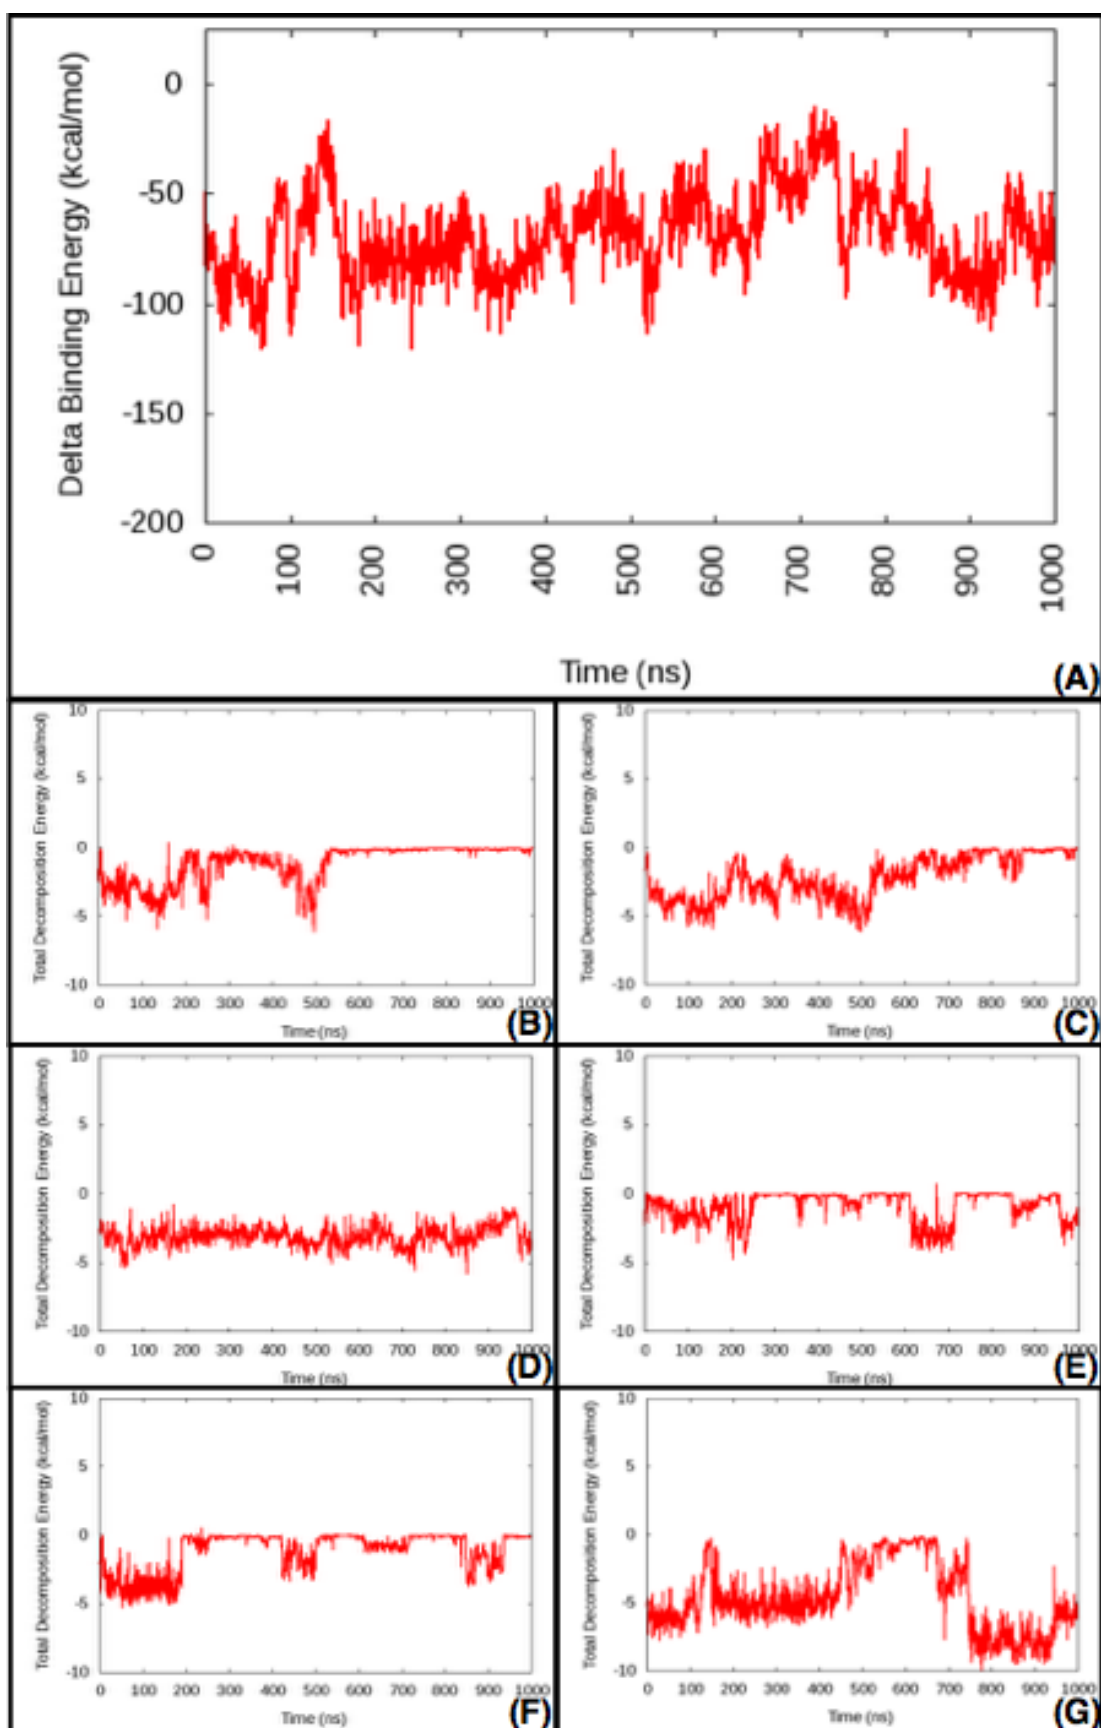 Delta Binding Energy (kcal/mol)
0
-50
-100
-150
-200
0 100 200 300 400 500 600 700 800 900 1000
Time (ns)
(A)
Total Decomposition Energy (kcal/mol)
10
5
0
-5
-10
0 100 200 300 400 500 600 700 800 900 1000
Time (ns)
(B)
Total Decomposition Energy (kcal/mol)
10
5
0
-5
-10
0 100 200 300 400 500 600 700 800 900 1000
Time (ns)
(C)
Total Decomposition Energy (kcal/mol)
10
5
0
-5
-10
0 100 200 300 400 500 600 700 800 900 1000
Time (ns)
(D)
Total Decomposition Energy (kcal/mol)
10
5
0
-5
-10
0 100 200 300 400 500 600 700 800 900 1000
Time (ns)
(E)
Total Decomposition Energy (kcal/mol)
10
5
0
-5
-10
0 100 200 300 400 500 600 700 800 900 1000
Time (ns)
(F)
Total Decomposition Energy (kcal/mol)
10
5
0
-5
-10
0 100 200 300 400 500 600 700 800 900 1000
Time (ns)
(G)